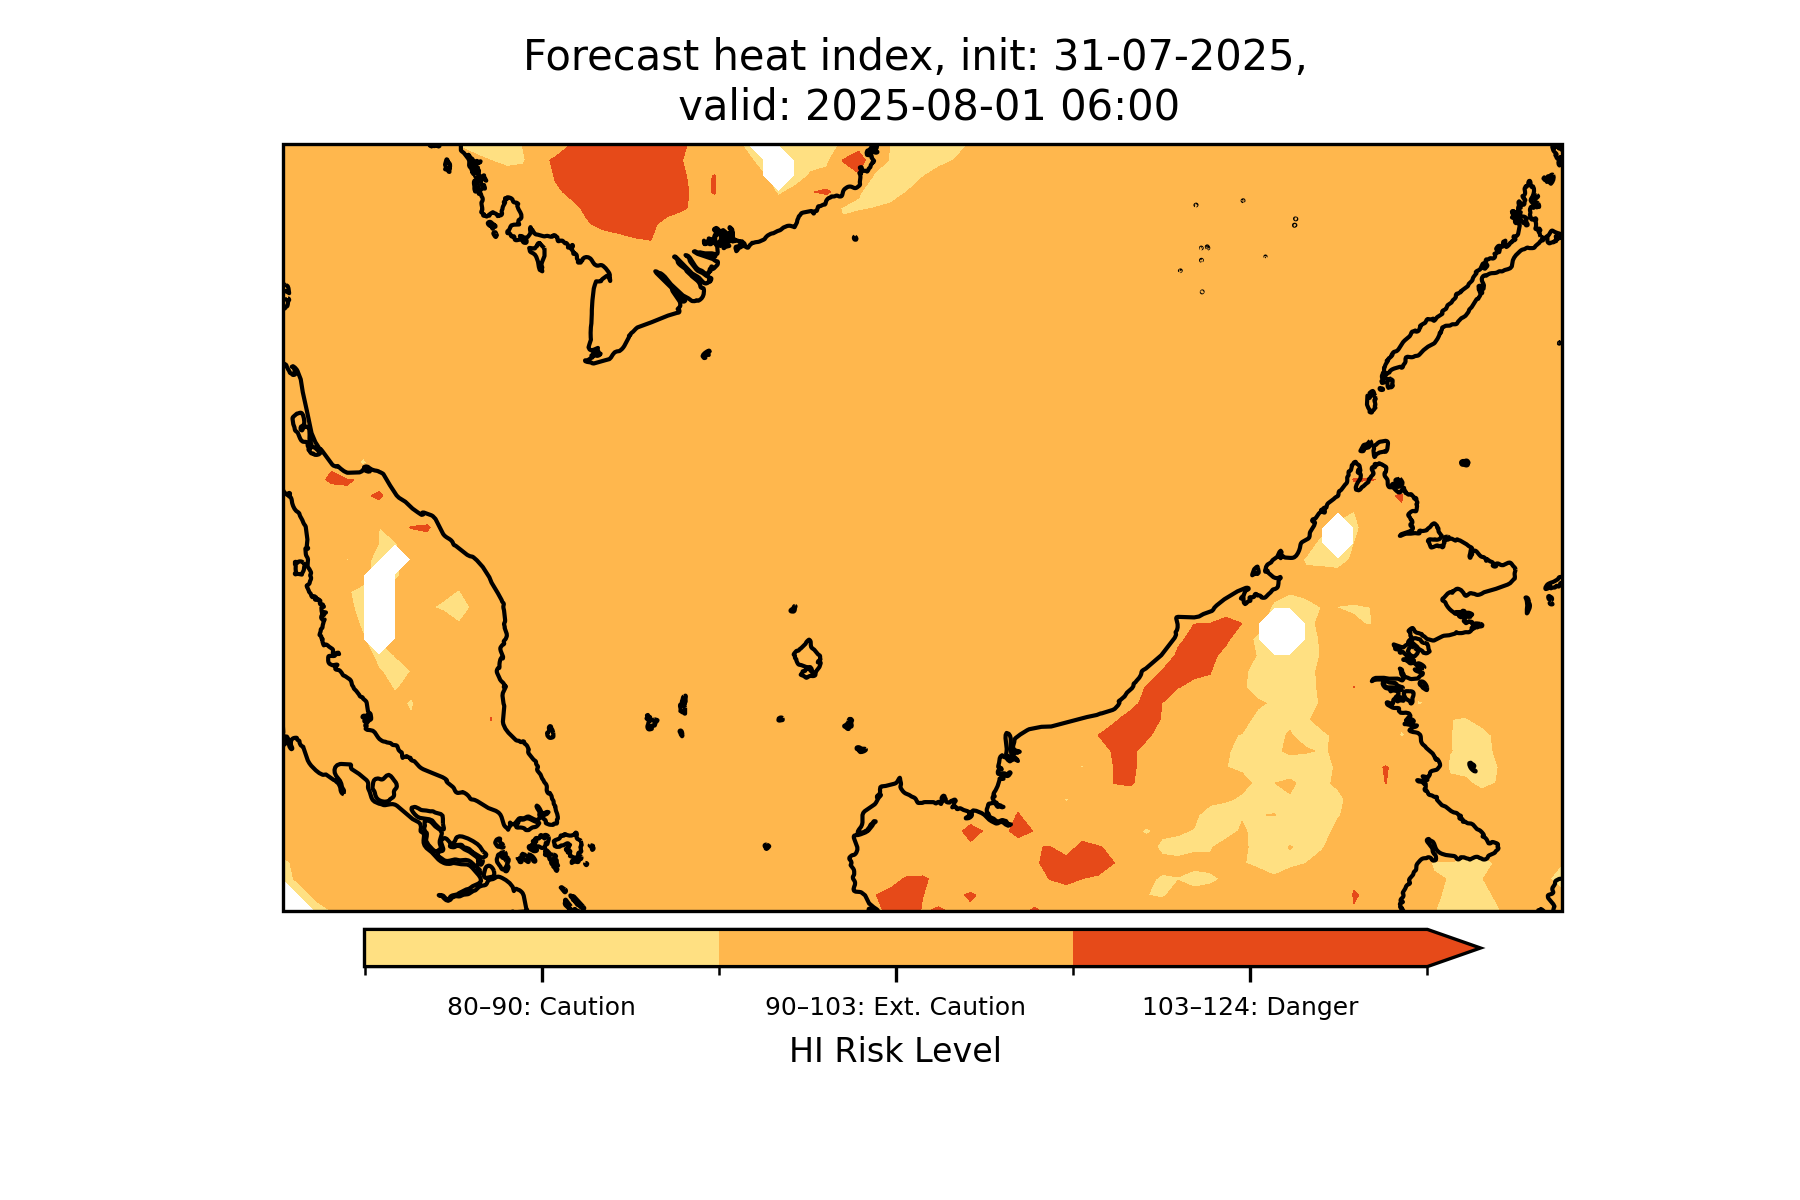 Forecast heat index, init: 31-07-2025,
valid: 2025-08-01 06:00
80–90: Caution
90–103: Ext. Caution
103–124: Danger
HI Risk Level